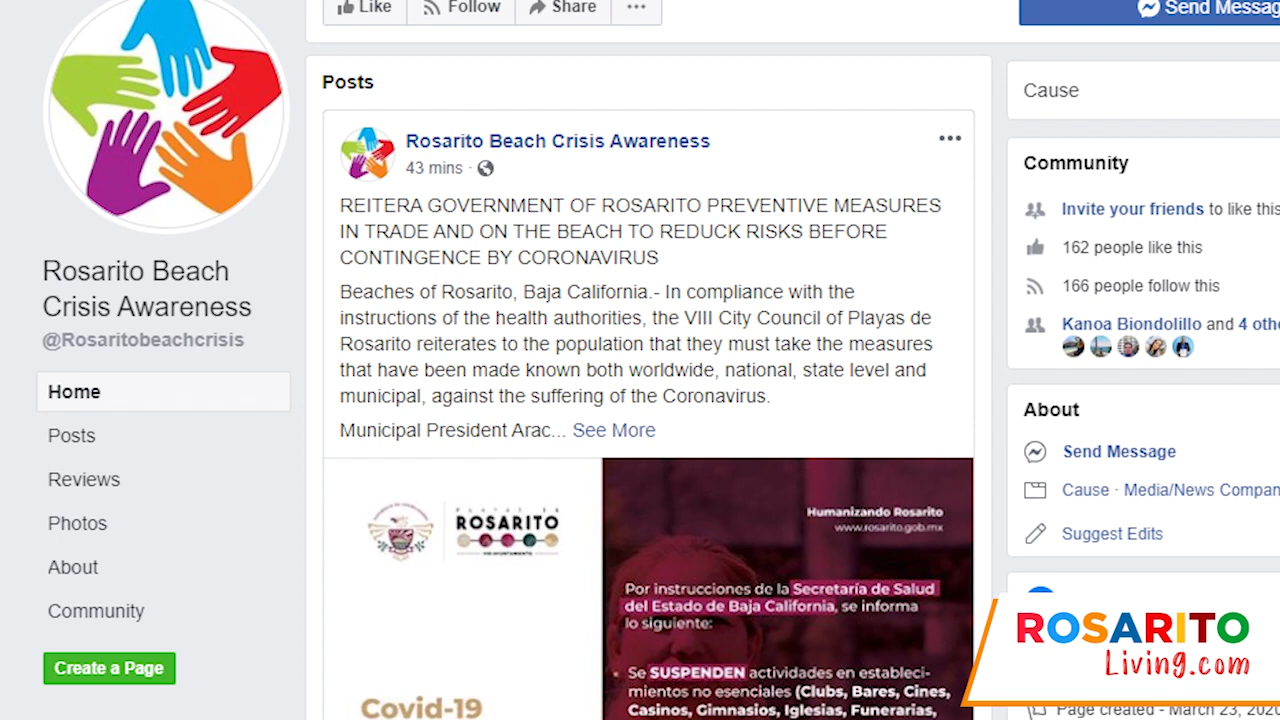 Like
Follow
Share
Send Messag
Posts
Rosarito Beach Crisis Awareness
43 mins ·
REITERA GOVERNMENT OF ROSARITO PREVENTIVE MEASURES
IN TRADE AND ON THE BEACH TO REDUCK RISKS BEFORE
CONTINGENCE BY CORONAVIRUS
Beaches of Rosarito, Baja California.- In compliance with the
instructions of the health authorities, the VIII City Council of Playas de
Rosarito reiterates to the population that they must take the measures
that have been made known both worldwide, national, state level and
municipal, against the suffering of the Coronavirus.
Municipal President Arac... See More
Rosarito Beach
Crisis Awareness
@Rosaritobeachcrisis
Home
Posts
Reviews
Photos
About
Community
Create a Page
PLAYAS DE
ROSARITO
VIII AYUNTAMIENTO
Covid-19
Humanizando Rosarito
www.rosarito.gob.mx
Por instrucciones de la Secretaría de Salud
del Estado de Baja California, se informa
lo siguiente:
Se SUSPENDEN actividades en estableci-
mientos no esenciales (Clubs, Bares, Cines,
Casinos, Gimnasios, Iglesias, Funerarias,
Cause
Community
Invite your friends to like this
162 people like this
166 people follow this
Kanoa Biondolillo and 4 othe
About
Send Message
Cause · Media/News Compan
Suggest Edits
ROSARITO
Living.com
Page created - March 23, 2020